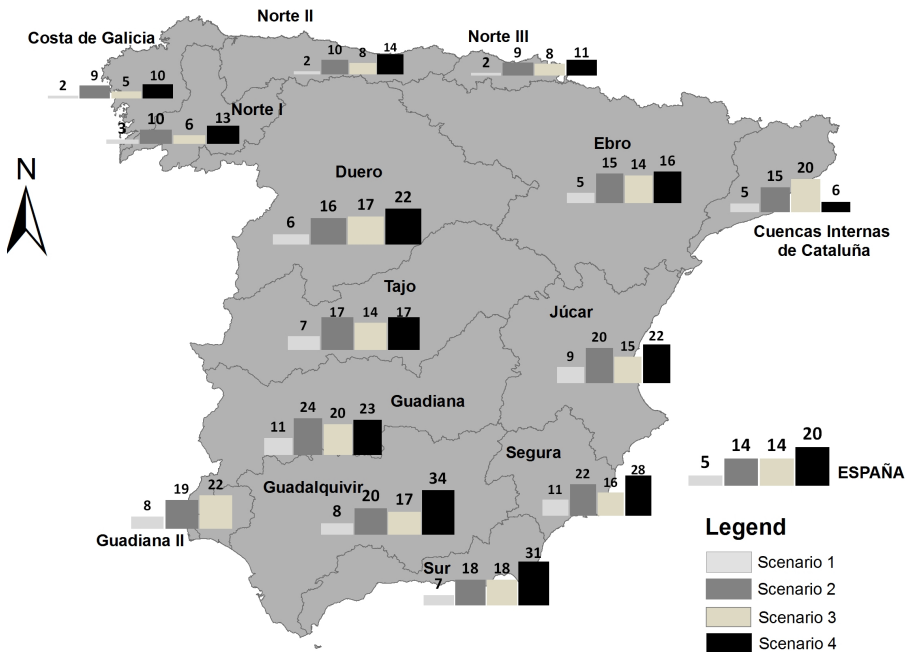 Norte II
Costa de Galicia
Norte III
2 9 5 10
2 10 8 14
2 9 8 11
Norte I
3 10 6 13
Ebro
5 15 14 16
5 15 20 6
Cuencas Internas
de Cataluña
N
Duero
6 16 17 22
Tajo
7 17 14 17
Júcar
9 20 15 22
Guadiana
11 24 20 23
Segura
11 22 16 28
5 14 14 20
ESPAÑA
8 19 22
Guadiana II
Guadalquivir
8 20 17 34
Sur
7 18 18 31
Legend
Scenario 1
Scenario 2
Scenario 3
Scenario 4